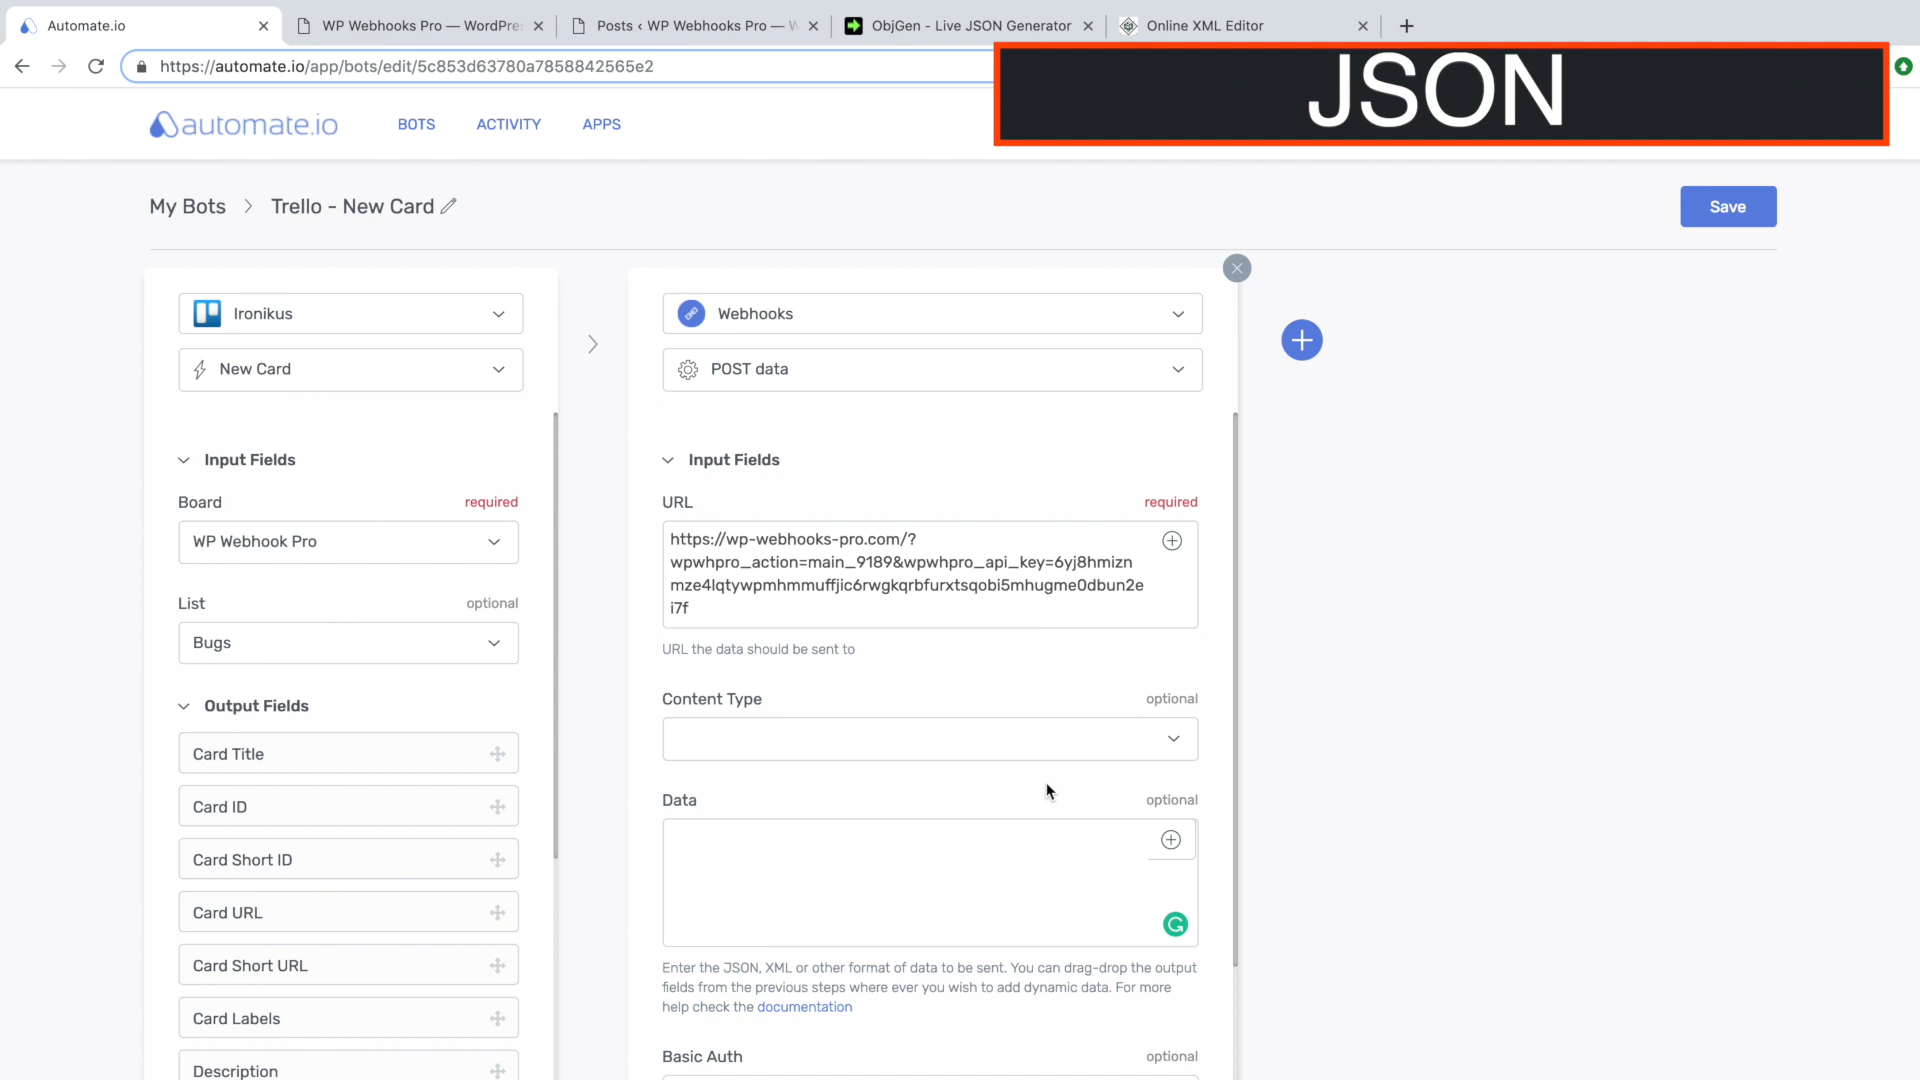 Automate.io
WP Webhooks Pro — WordPre
Posts ‹ WP Webhooks Pro — W
ObjGen - Live JSON Generator
Online XML Editor
https://automate.io/app/bots/edit/5c853d63780a7858842565e2
JSON
automate.io
BOTS
ACTIVITY
APPS
My Bots
Trello - New Card
Save
Ironikus
New Card
Input Fields
Board
required
WP Webhook Pro
List
optional
Bugs
Output Fields
Card Title
Card ID
Card Short ID
Card URL
Card Short URL
Card Labels
Description
Webhooks
POST data
Input Fields
URL
required
https://wp-webhooks-pro.com/?
wpwhpro_action=main_9189&wpwhpro_api_key=6yj8hmizn
mze4lqtywpmhmmuffjic6rwgkqrbfurxtsqobi5mhugme0dbun2e
i7f
URL the data should be sent to
Content Type
optional
Data
optional
Enter the JSON, XML or other format of data to be sent. You can drag-drop the output
fields from the previous steps where ever you wish to add dynamic data. For more
help check the documentation
Basic Auth
optional